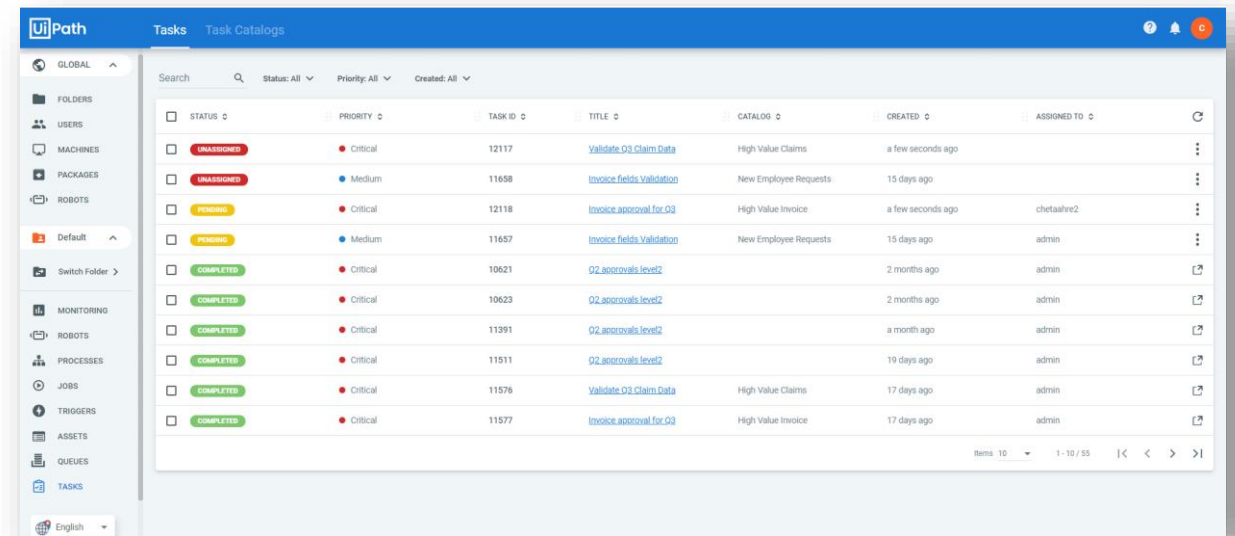 UiPath
Tasks Task Catalogs
C
GLOBAL
FOLDERS
USERS
MACHINES
PACKAGES
ROBOTS
Default
Switch Folder >
MONITORING
ROBOTS
PROCESSES
JOBS
TRIGGERS
ASSETS
QUEUES
TASKS
English
Search Status: All Priority: All Created: All
STATUS PRIORITY TASK ID TITLE CATALOG CREATED ASSIGNED TO
UNASSIGNED Critical 12117 Validate Q3 Claim Data High Value Claims a few seconds ago
UNASSIGNED Medium 11658 Invoice fields Validation New Employee Requests 15 days ago
PENDING Critical 12118 Invoice approval for Q3 High Value Invoice a few seconds ago chetaahre2
PENDING Medium 11657 Invoice fields Validation New Employee Requests 15 days ago admin
COMPLETED Critical 10621 Q2 approvals level2 2 months ago admin
COMPLETED Critical 10623 Q2 approvals level2 2 months ago admin
COMPLETED Critical 11391 Q2 approvals level2 a month ago admin
COMPLETED Critical 11511 Q2 approvals level2 19 days ago admin
COMPLETED Critical 11576 Validate Q3 Claim Data High Value Claims 17 days ago admin
COMPLETED Critical 11577 Invoice approval for Q3 High Value Invoice 17 days ago admin
Items 10 1 - 10 / 55